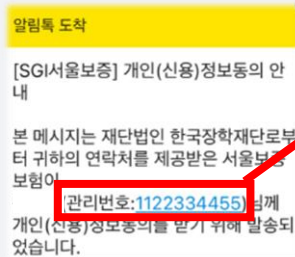 알림톡 도착
[SGI서울보증] 개인(신용)정보동의 안
내
본 메시지는 재단법인 한국장학재단로부
터 귀하의 연락처를 제공받은 서울보증
보험이
(관리번호:1122334455)님께
개인(신용)정보동의를 받기 위해 발송되
었습니다.